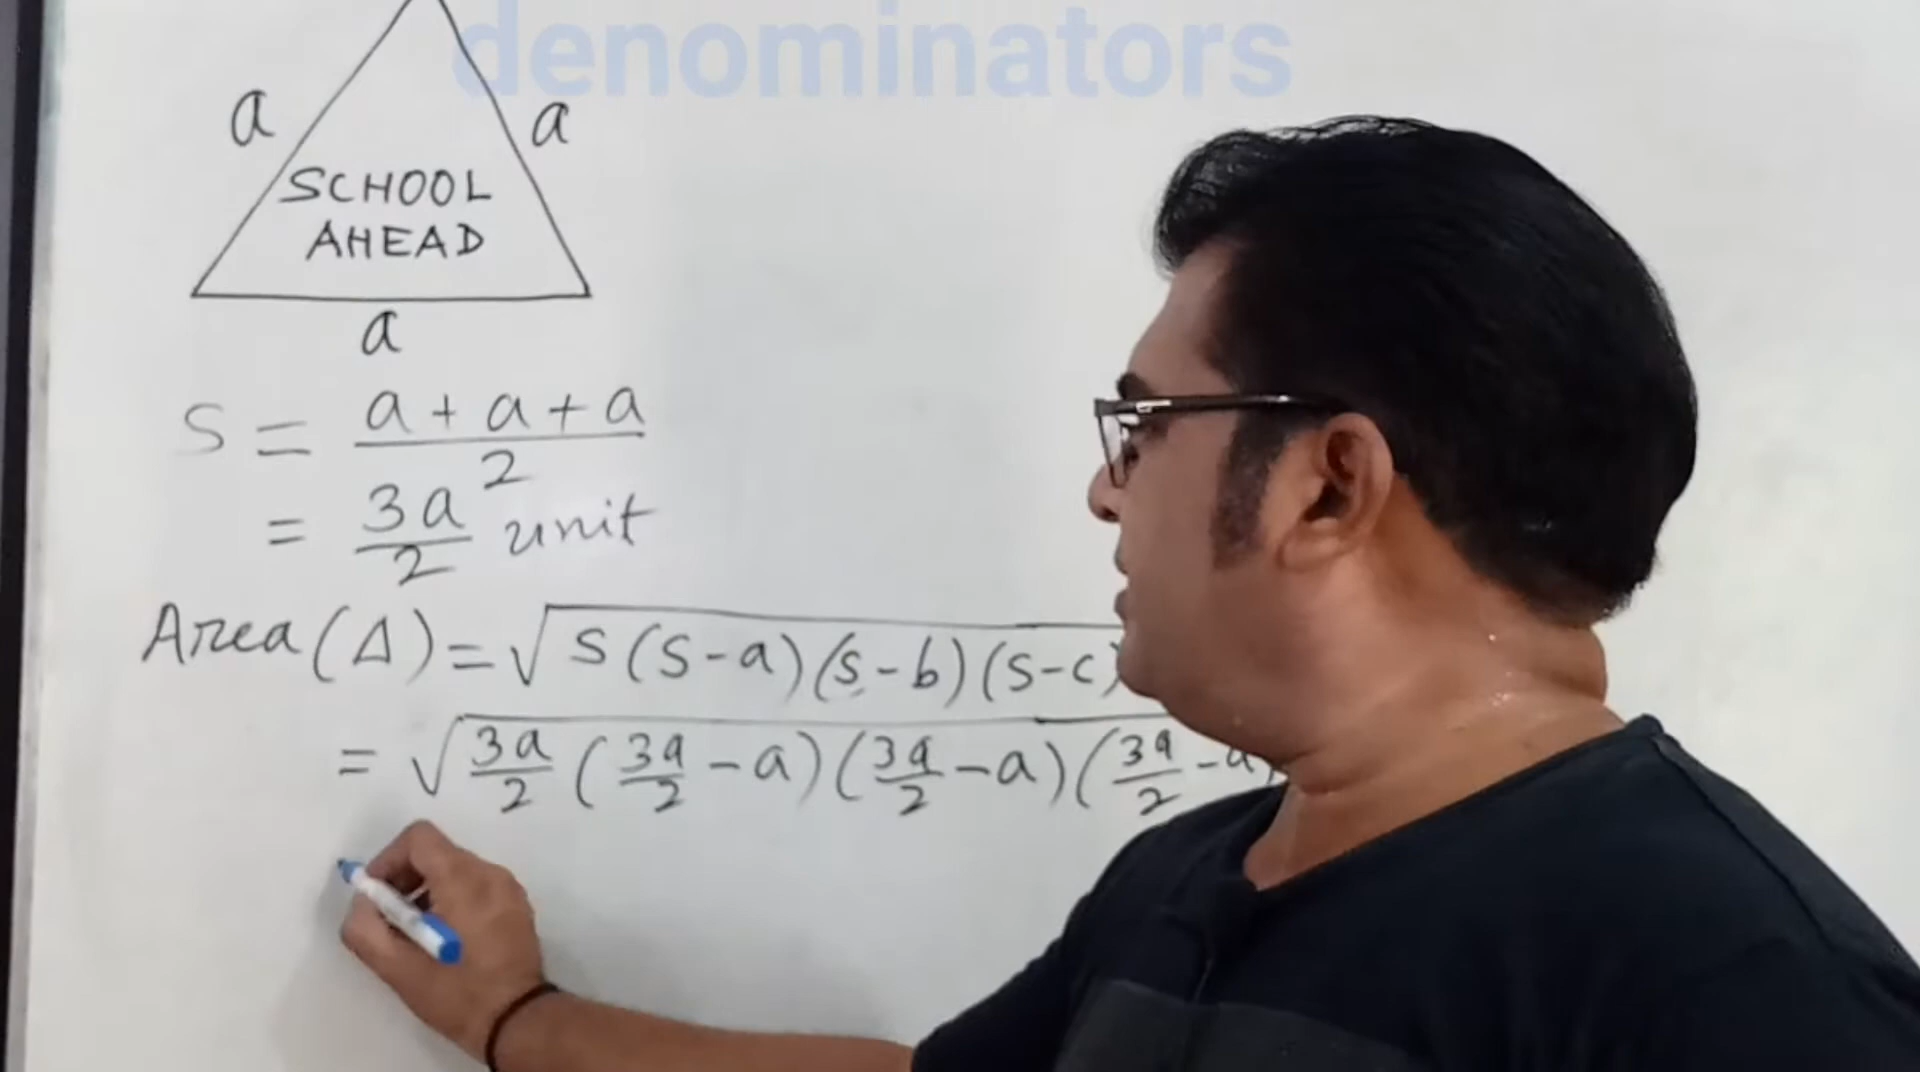 denominators
a
a
SCHOOL
AHEAD
a
S = a + a + a / 2
= 3a / 2 unit
Area (Δ) = √ S (S - a) (s - b) (S - c)
= √ 3a/2 ( 3a/2 - a ) ( 3a/2 - a ) ( 3a/2 - a )